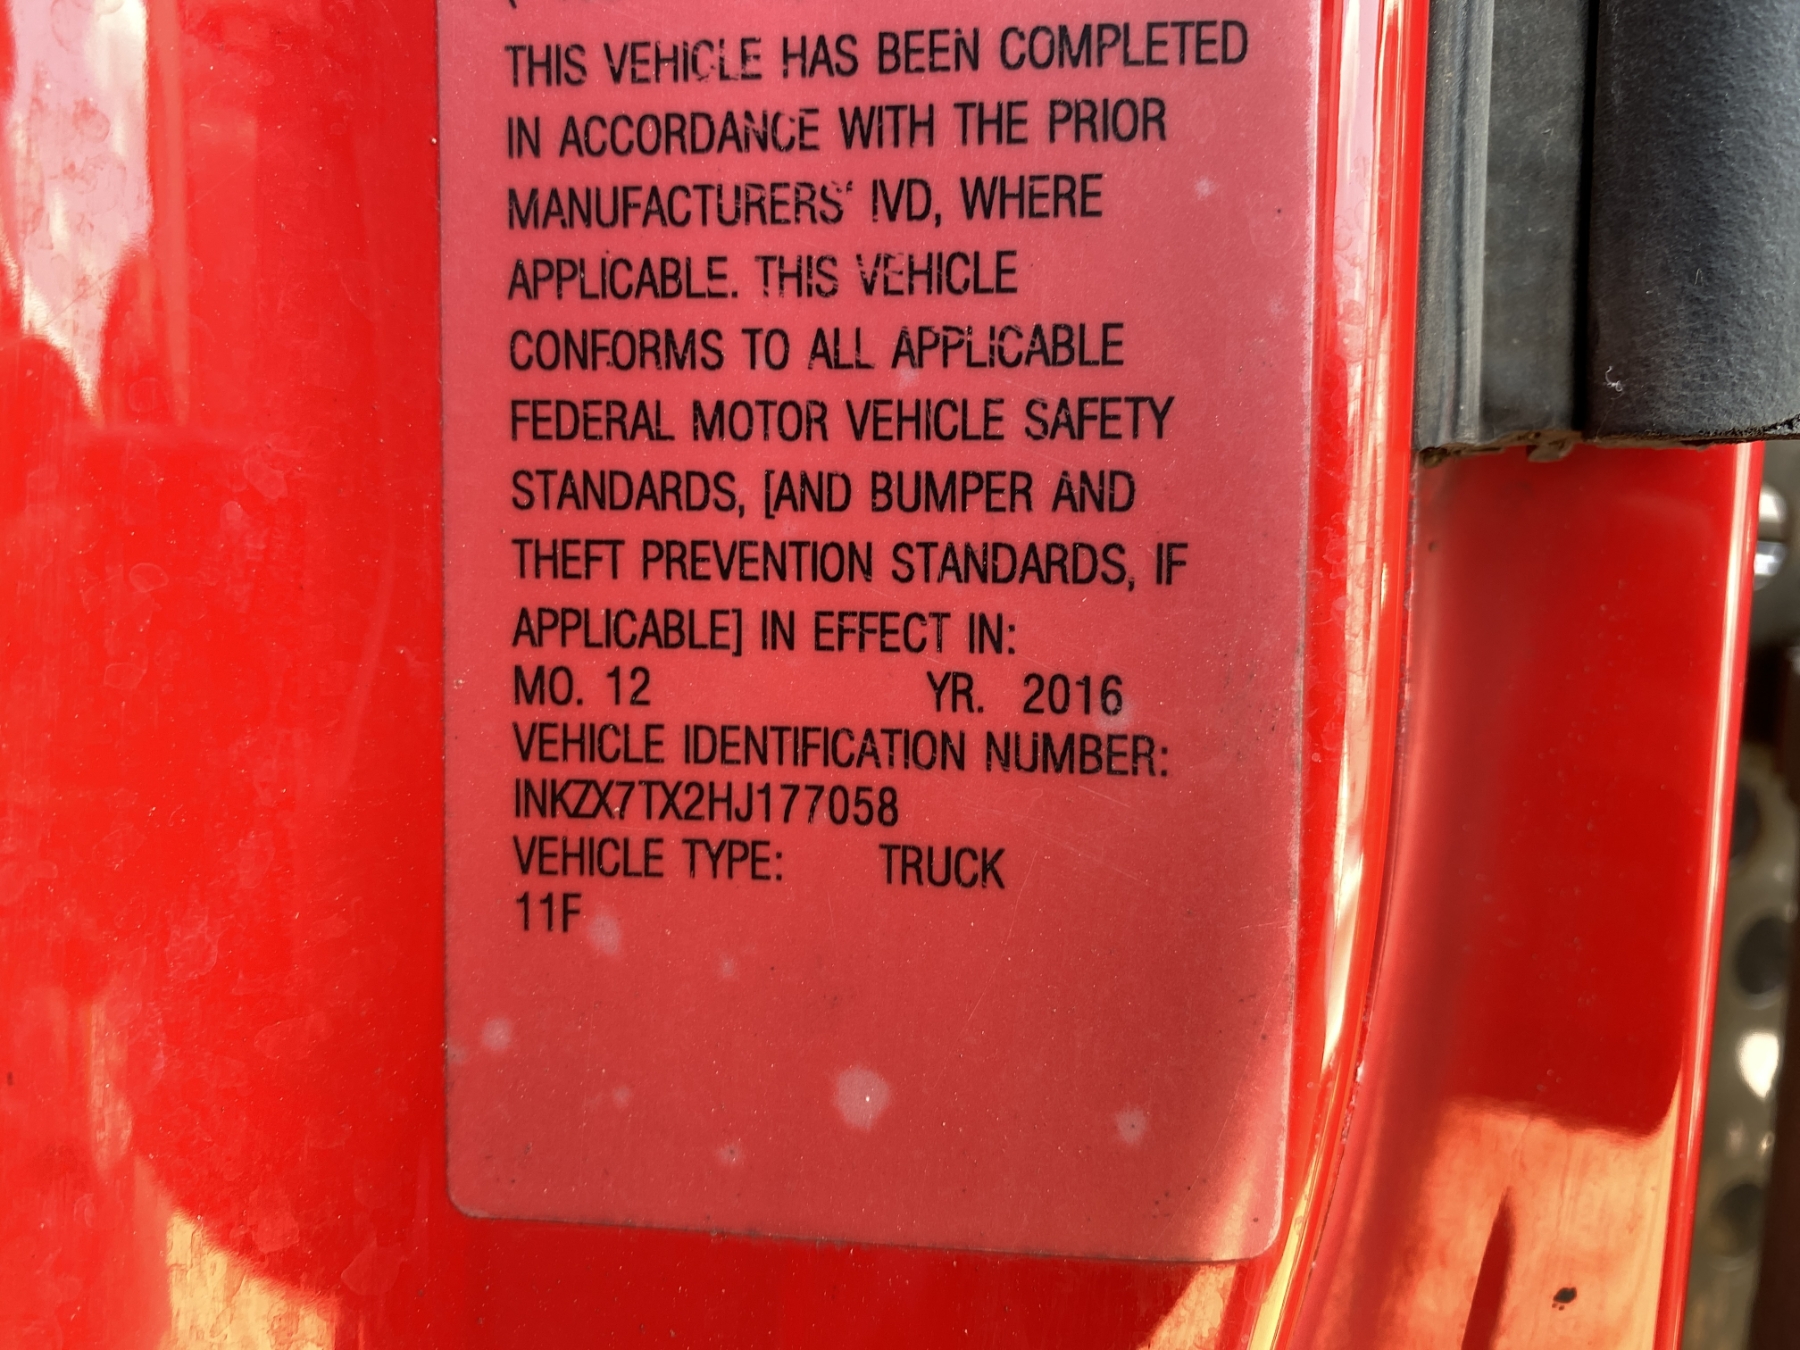 THIS VEHICLE HAS BEEN COMPLETED
IN ACCORDANCE WITH THE PRIOR
MANUFACTURERS' IVD, WHERE
APPLICABLE. THIS VEHICLE
CONFORMS TO ALL APPLICABLE
FEDERAL MOTOR VEHICLE SAFETY
STANDARDS, [AND BUMPER AND
THEFT PREVENTION STANDARDS, IF
APPLICABLE] IN EFFECT IN:
MO. 12 YR. 2016
VEHICLE IDENTIFICATION NUMBER:
INKZX7TX2HJ177058
VEHICLE TYPE: TRUCK
11F